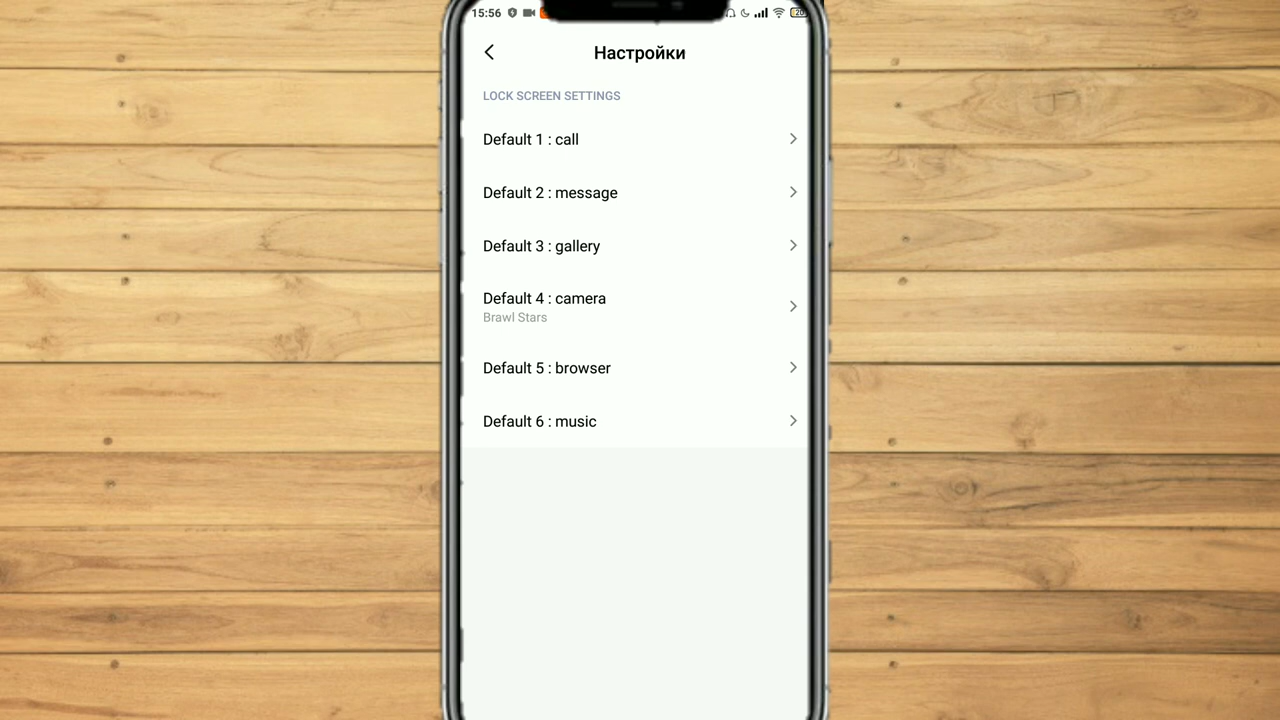 15:56
20
Настройки
LOCK SCREEN SETTINGS
Default 1 : call
Default 2 : message
Default 3 : gallery
Default 4 : camera
Brawl Stars
Default 5 : browser
Default 6 : music